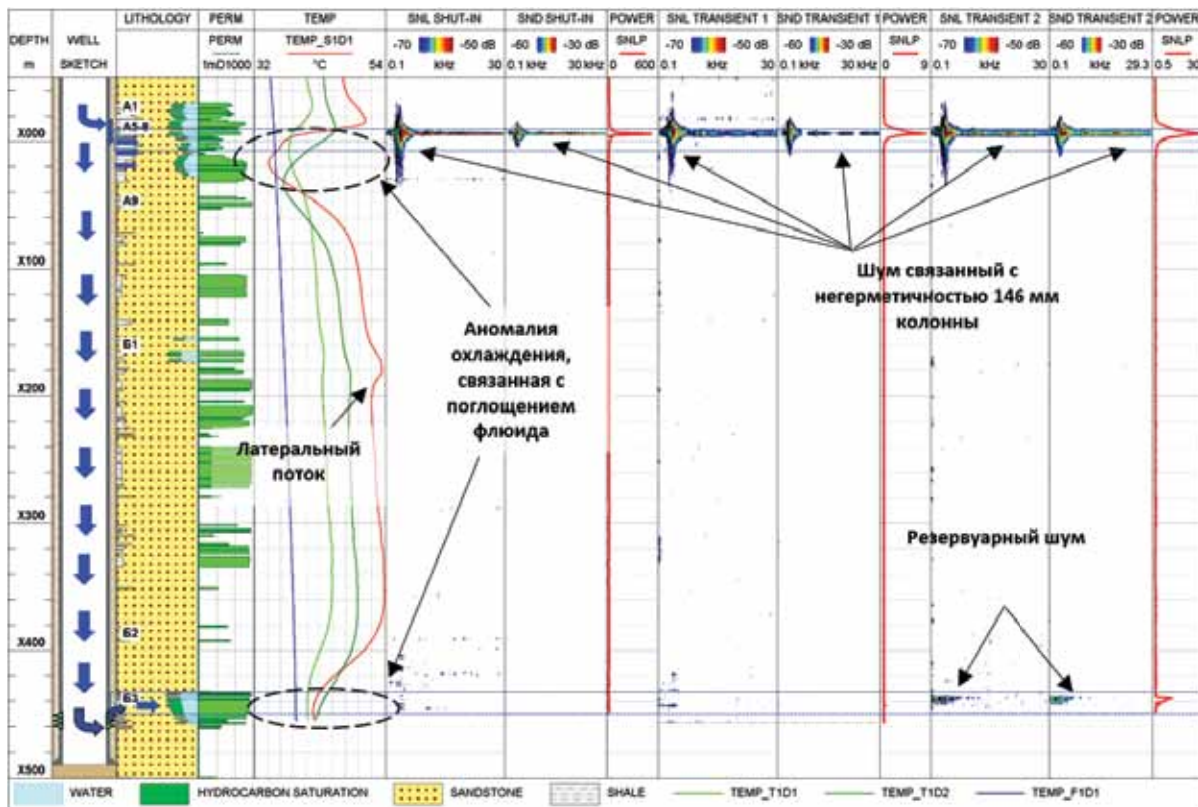 LITHOLOGY PERM TEMP SNL SHUT-IN SND SHUT-IN POWER SNL TRANSIENT 1 SND TRANSIENT 1 POWER SNL TRANSIENT 2 SND TRANSIENT 2 POWER
DEPTH WELL PERM TEMP_S1D1 -70 -50 dB -60 -30 dB SNLP -70 -50 dB -60 -30 dB SNLP -70 -50 dB -60 -30 dB SNLP
m SKETCH 1mD1000 32 °C 54 0.1 kHz 30 0.1 kHz 30 kHz 0 600 0.1 kHz 30 0.1 kHz 30 kHz 0 9 0.1 kHz 30 0.1 kHz 29.3 0.5 30
А1
X000
А5-8
А9
X100
Б1
X200
X300
X400
Б2
Б3
X500
Шум связанный с
негерметичностью 146 мм
колонны
Аномалия
охлаждения,
связанная с
поглощением
флюида
Латеральный
поток
Резервуарный шум
WATER HYDROCARBON SATURATION SANDSTONE SHALE TEMP_T1D1 TEMP_T1D2 TEMP_F1D1